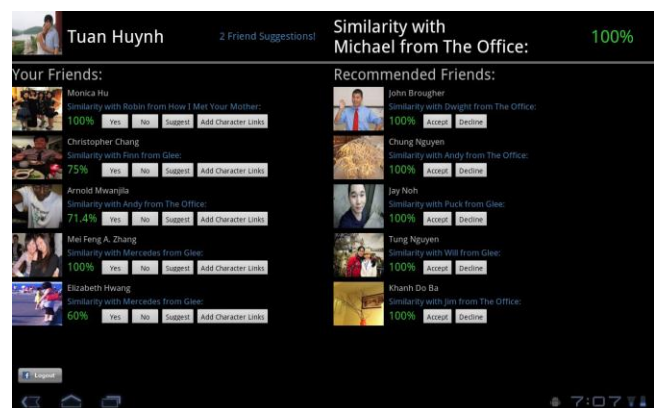 Tuan Huynh
2 Friend Suggestions!
Similarity with
Michael from The Office:
100%
Your Friends:
Monica Hu
Similarity with Robin from How I Met Your Mother:
100% Yes No Suggest Add Character Links
Christopher Chang
Similarity with Finn from Glee:
75% Yes No Suggest Add Character Links
Arnold Mwanjila
Similarity with Andy from The Office:
71.4% Yes No Suggest Add Character Links
Mei Feng A. Zhang
Similarity with Mercedes from Glee:
100% Yes No Suggest Add Character Links
Elizabeth Hwang
Similarity with Mercedes from Glee:
60% Yes No Suggest Add Character Links
Recommended Friends:
John Brougher
Similarity with Dwight from The Office:
100% Accept Decline
Chung Nguyen
Similarity with Andy from The Office:
100% Accept Decline
Jay Noh
Similarity with Puck from Glee:
100% Accept Decline
Tung Nguyen
Similarity with Will from Glee:
100% Accept Decline
Khanh Do Ba
Similarity with Jim from The Office:
100% Accept Decline
f Logout
7:07